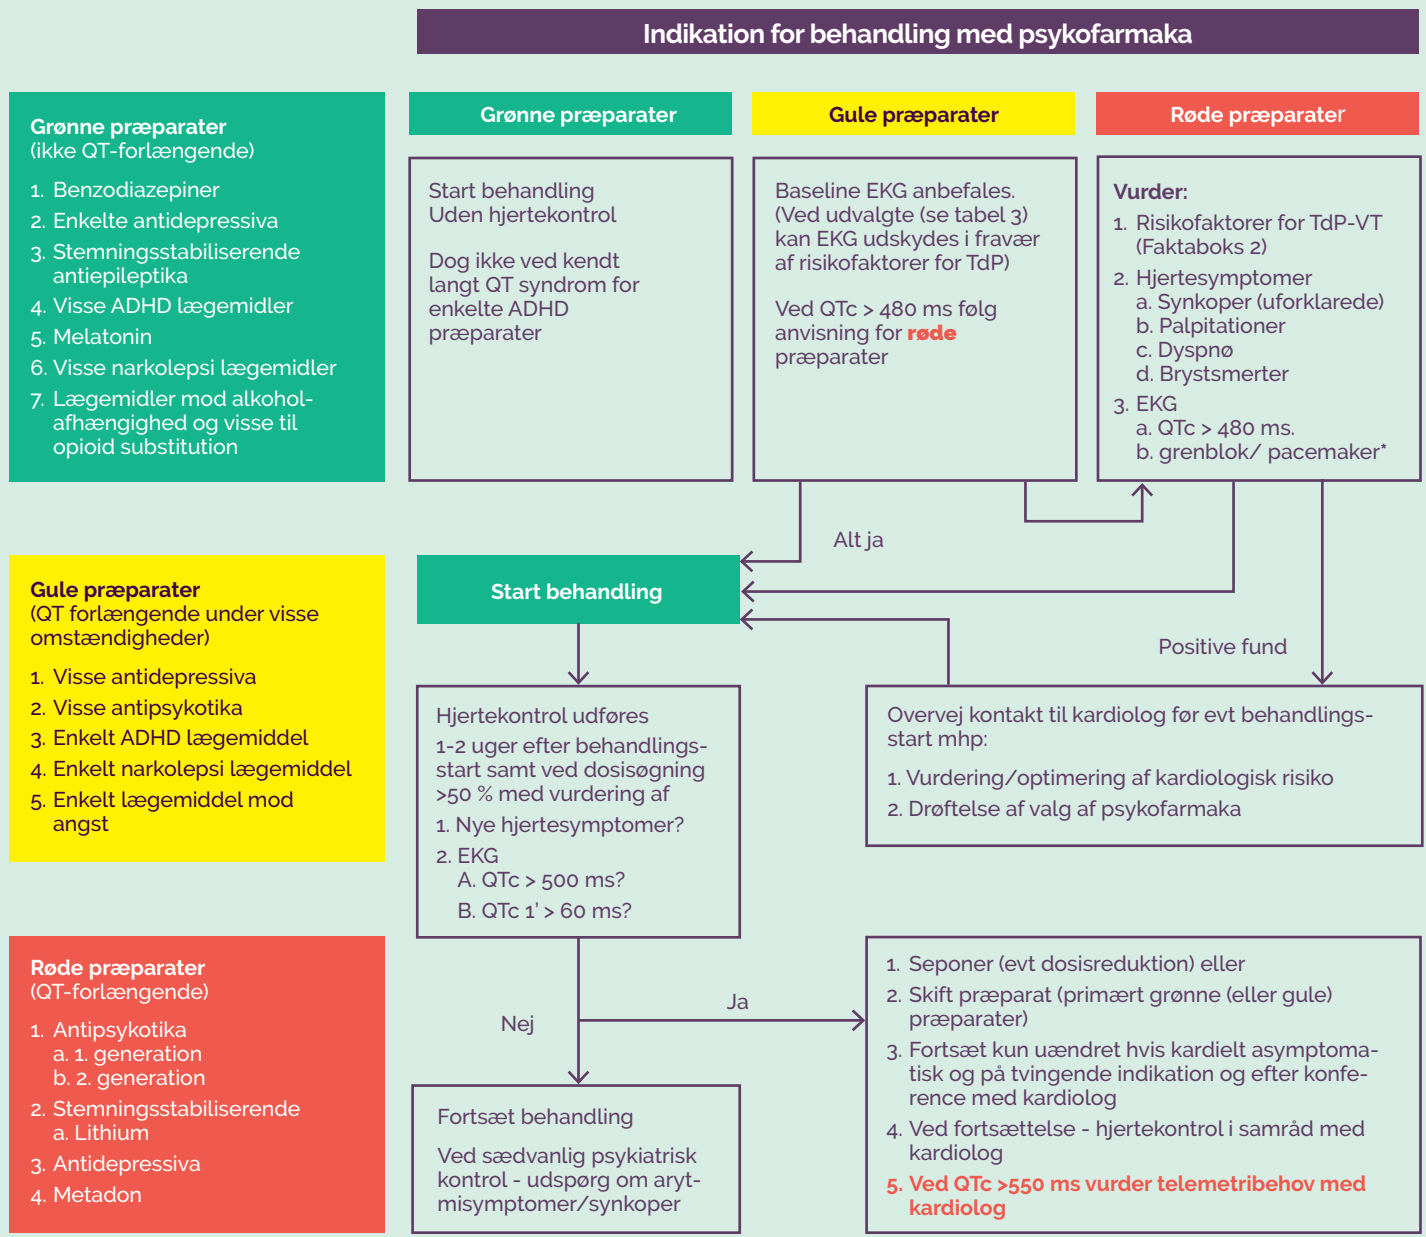 Indikation for behandling med psykofarmaka
Grønne præparater
(ikke QT-forlængende)
1. Benzodiazepiner
2. Enkelte antidepressiva
3. Stemningsstabiliserende
antiepileptika
4. Visse ADHD lægemidler
5. Melatonin
6. Visse narkolepsi lægemidler
7. Lægemidler mod alkohol-
afhængighed og visse til
opioid substitution
Grønne præparater
Start behandling
Uden hjertekontrol
Dog ikke ved kendt
langt QT syndrom for
enkelte ADHD
præparater
Gule præparater
Baseline EKG anbefales.
(Ved udvalgte (se tabel 3)
kan EKG udskydes i fravær
af risikofaktorer for TdP)
Ved QTc > 480 ms følg
anvisning for røde
præparater
Røde præparater
Vurder:
1. Risikofaktorer for TdP-VT
(Faktaboks 2)
2. Hjertesymptomer
a. Synkoper (uforklarede)
b. Palpitationer
c. Dyspnø
d. Brystsmerter
3. EKG
a. QTc > 480 ms.
b. grenblok/ pacemaker*
Alt ja
Positive fund
Gule præparater
(QT forlængende under visse
omstændigheder)
1. Visse antidepressiva
2. Visse antipsykotika
3. Enkelt ADHD lægemiddel
4. Enkelt narkolepsi lægemiddel
5. Enkelt lægemiddel mod
angst
Start behandling
Hjertekontrol udføres
1-2 uger efter behandlings-
start samt ved dosisøgning
>50 % med vurdering af
1. Nye hjertesymptomer?
2. EKG
A. QTc > 500 ms?
B. QTc 1' > 60 ms?
Overvej kontakt til kardiolog før evt behandlings-
start mhp:
1. Vurdering/optimering af kardiologisk risiko
2. Drøftelse af valg af psykofarmaka
Røde præparater
(QT-forlængende)
1. Antipsykotika
a. 1. generation
b. 2. generation
2. Stemningsstabiliserende
a. Lithium
3. Antidepressiva
4. Metadon
Nej
Ja
Fortsæt behandling
Ved sædvanlig psykiatrisk
kontrol - udspørg om aryt-
misymptomer/synkoper
1. Seponer (evt dosisreduktion) eller
2. Skift præparat (primært grønne (eller gule)
præparater)
3. Fortsæt kun uændret hvis kardielt asymptoma-
tisk og på tvingende indikation og efter konfe-
rence med kardiolog
4. Ved fortsættelse - hjertekontrol i samråd med
kardiolog
5. Ved QTc >550 ms vurder telemetribehov med
kardiolog